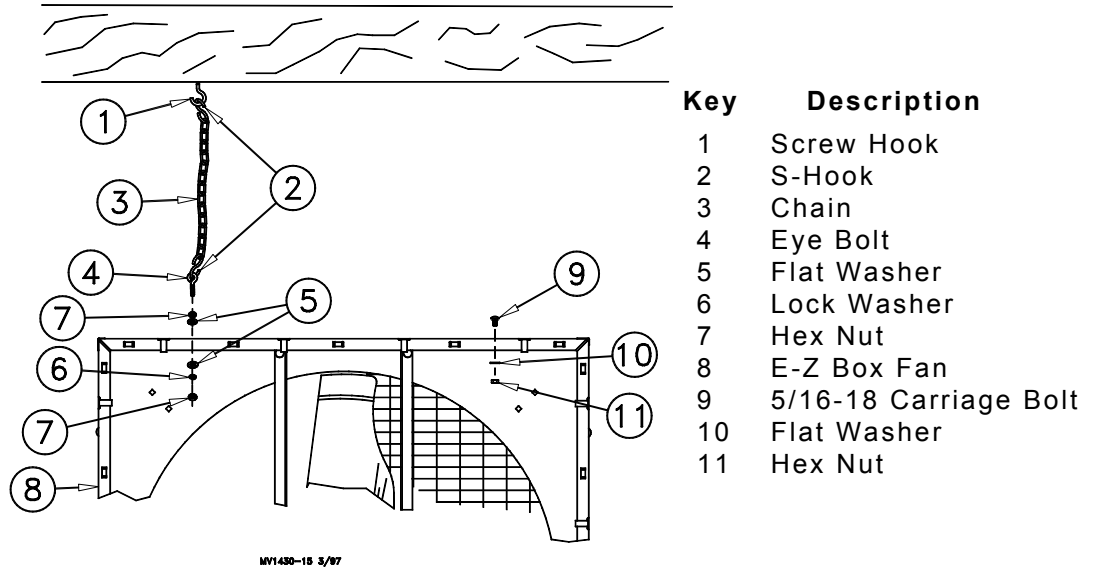 Key Description
1 Screw Hook
2 S-Hook
3 Chain
4 Eye Bolt
5 Flat Washer
6 Lock Washer
7 Hex Nut
8 E-Z Box Fan
9 5/16-18 Carriage Bolt
10 Flat Washer
11 Hex Nut
1
2
3
4
9
5
7
10
6
11
7
8
MV1430-15 3/97